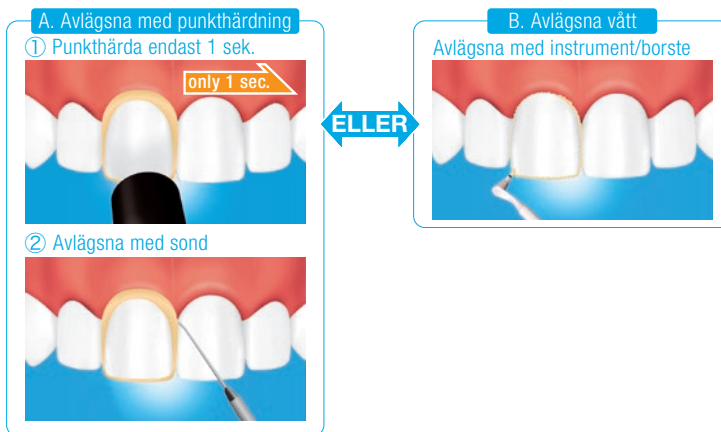 A. Avlägsna med punkthärdning
① Punkthärda endast 1 sek.
only 1 sec.
② Avlägsna med sond
ELLER
B. Avlägsna vått
Avlägsna med instrument/borste